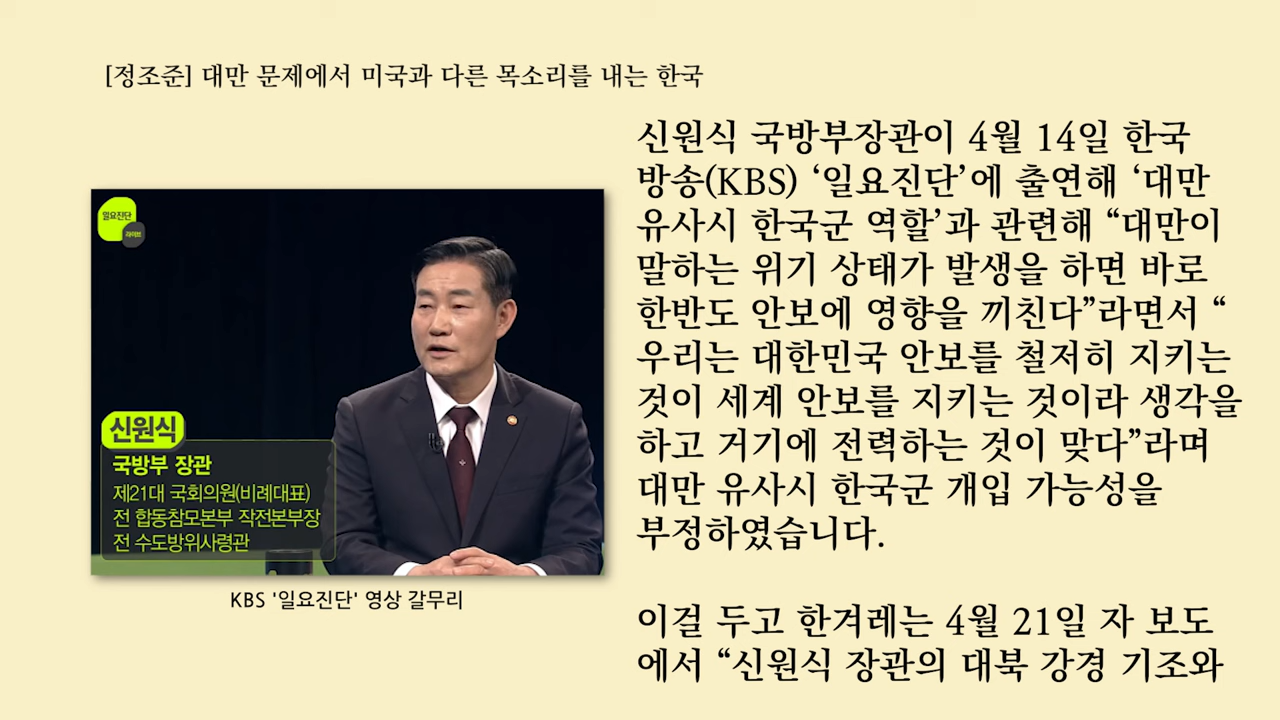 [정조준] 대만 문제에서 미국과 다른 목소리를 내는 한국
일요진단
라이브
신원식
국방부 장관
제21대 국회의원(비례대표)
전 합동참모본부 작전본부장
전 수도방위사령관
KBS '일요진단' 영상 갈무리
신원식 국방부장관이 4월 14일 한국
방송(KBS) ‘일요진단’에 출연해 ‘대만
유사시 한국군 역할’과 관련해 “대만이
말하는 위기 상태가 발생을 하면 바로
한반도 안보에 영향을 끼친다”라면서 “
우리는 대한민국 안보를 철저히 지키는
것이 세계 안보를 지키는 것이라 생각을
하고 거기에 전력하는 것이 맞다”라며
대만 유사시 한국군 개입 가능성을
부정하였습니다.
이걸 두고 한겨레는 4월 21일 자 보도
에서 “신원식 장관의 대북 강경 기조와